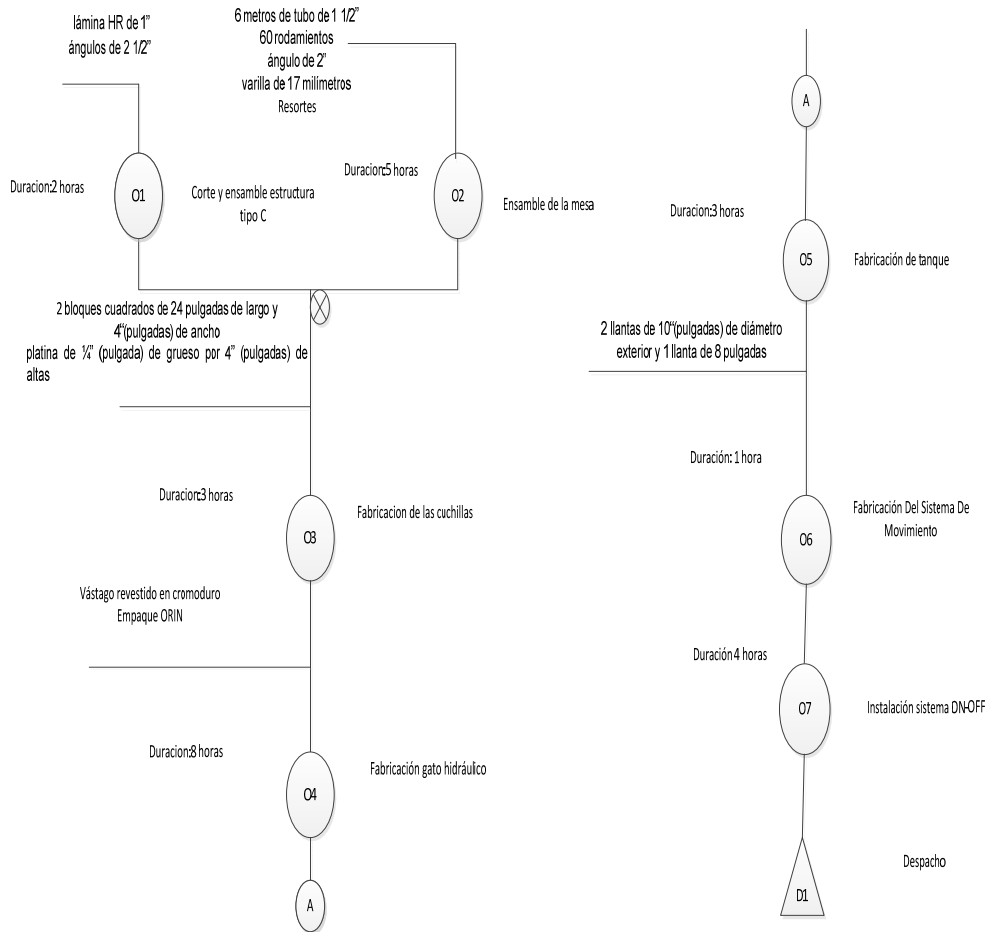 lámina HR de 1"
ángulos de 2 1/2"
6 metros de tubo de 1 1/2"
60 rodamientos
ángulo de 2"
varilla de 17 milímetros
Resortes
Duracion:2 horas
O1
Corte y ensamble estructura
tipo C
Duracion:5 horas
O2
Ensamble de la mesa
2 bloques cuadrados de 24 pulgadas de largo y
4"(pulgadas) de ancho
platina de ¼" (pulgada) de grueso por 4" (pulgadas) de
altas
Duracion:3 horas
O3
Fabricacion de las cuchillas
Vástago revestido en cromoduro
Empaque ORIN
Duracion:8 horas
O4
Fabricación gato hidráulico
A
A
Duracion:3 horas
O5
Fabricación de tanque
2 llantas de 10"(pulgadas) de diámetro
exterior y 1 llanta de 8 pulgadas
Duración: 1 hora
O6
Fabricación Del Sistema De
Movimiento
Duración 4 horas
O7
Instalación sistema DN-OFF
D1
Despacho